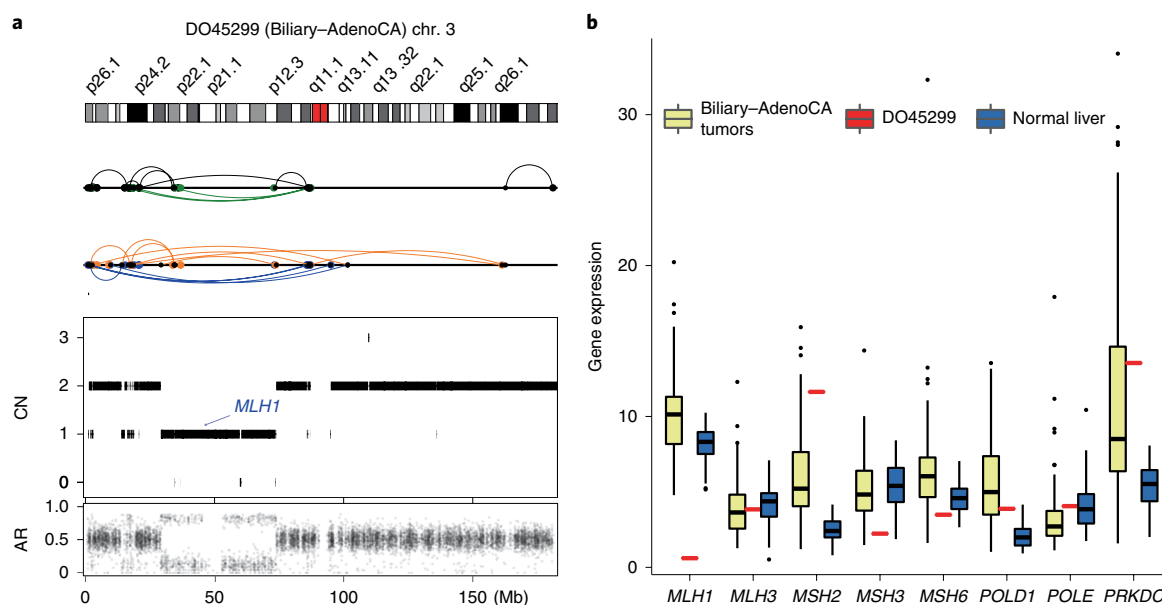 a
DO45299 (Biliary–AdenoCA) chr. 3
p26.1 p24.2 p22.1 p21.1 p12.3 q11.1 q13.11 q13.32 q22.1 q25.1 q26.1
3
2
1
0
CN
MLH1
1.0
0.5
0
AR
0 50 100 150 (Mb)
b
Biliary–AdenoCA
tumors
DO45299
Normal liver
30
20
10
0
Gene expression
MLH1 MLH3 MSH2 MSH3 MSH6 POLD1 POLE PRKDC